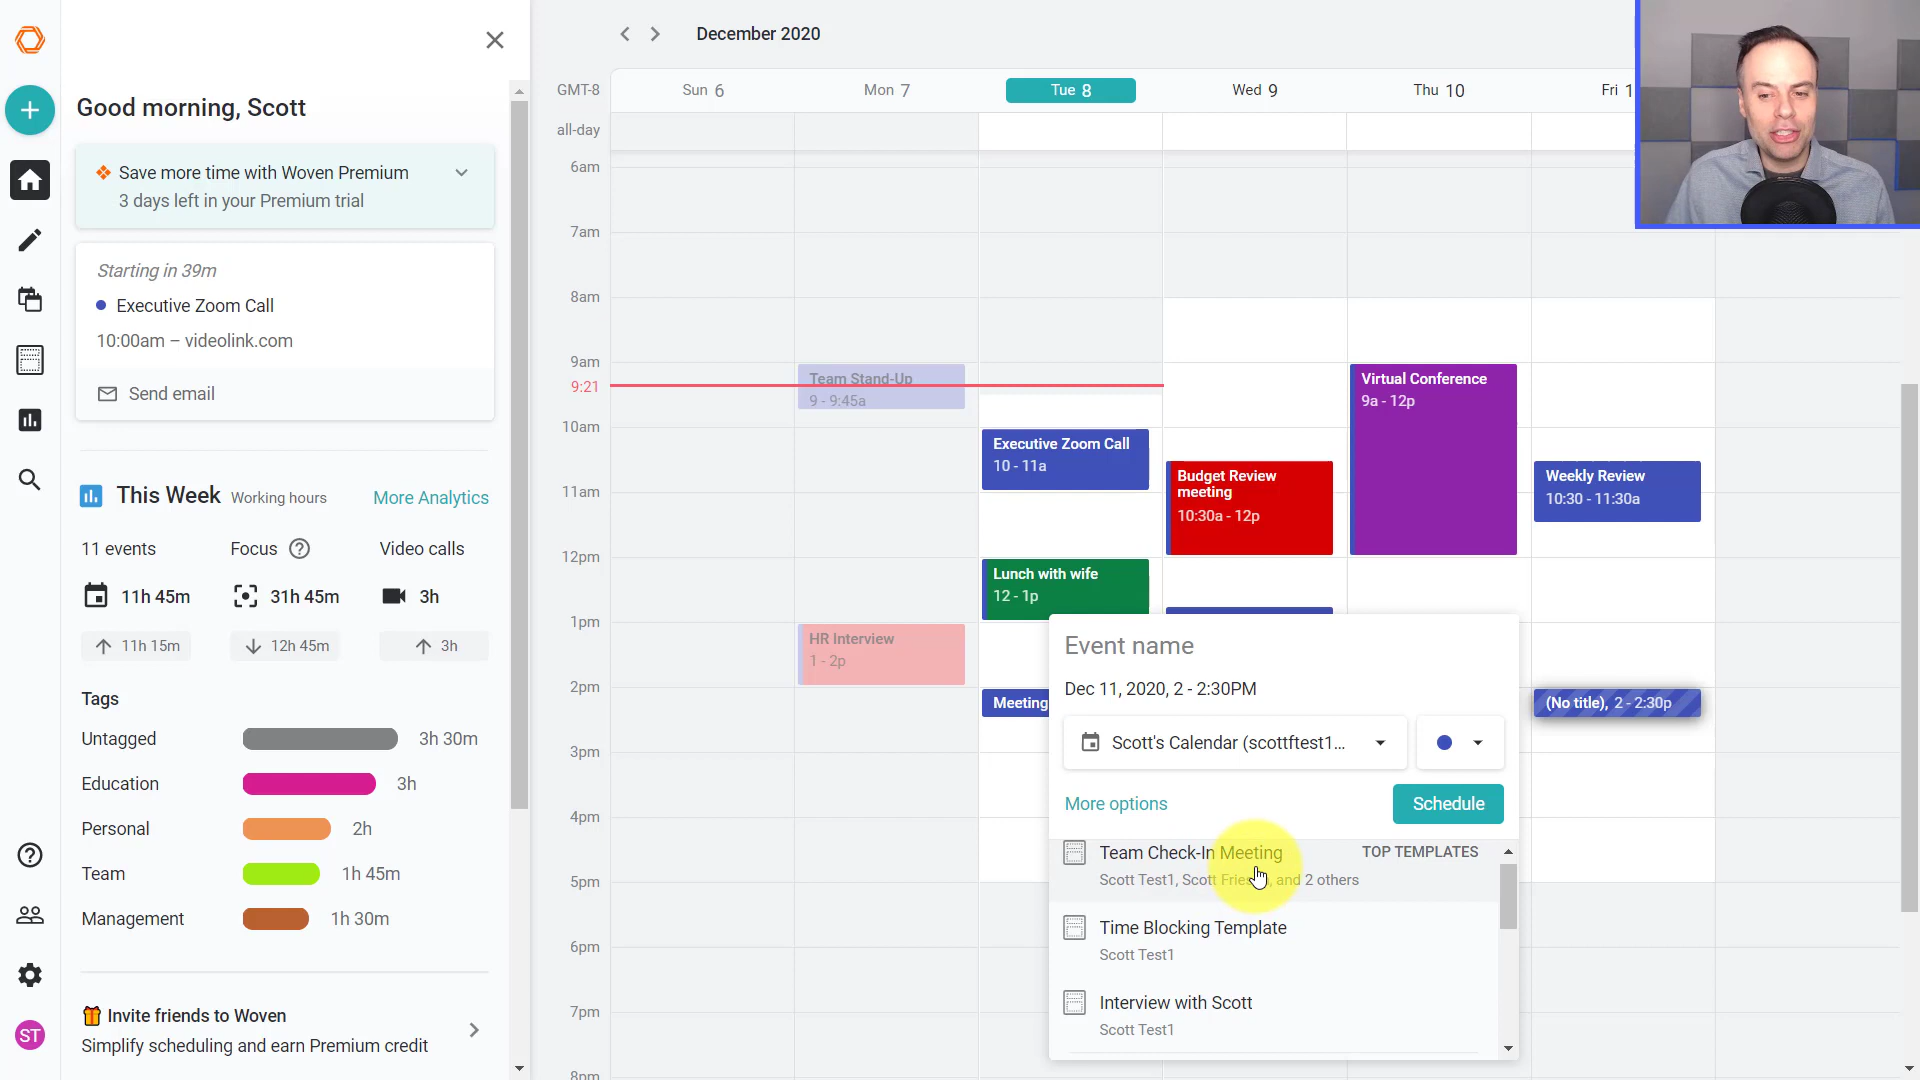 Good morning, Scott
Save more time with Woven Premium
3 days left in your Premium trial
Starting in 39m
Executive Zoom Call
10:00am – videolink.com
Send email
This Week Working hours More Analytics
11 events Focus Video calls
11h 45m 31h 45m 3h
11h 15m 12h 45m 3h
Tags
Untagged 3h 30m
Education 3h
Personal 2h
Team 1h 45m
Management 1h 30m
Invite friends to Woven
Simplify scheduling and earn Premium credit
ST
December 2020
GMT-8 Sun 6 Mon 7 Tue 8 Wed 9 Thu 10 Fri 1
all-day
6am
7am
8am
9am
9:21
10am
11am
12pm
1pm
2pm
3pm
4pm
5pm
6pm
7pm
8pm
Team Stand-Up
9 - 9:45a
HR Interview
1 - 2p
Executive Zoom Call
10 - 11a
Lunch with wife
12 - 1p
Meeting
Budget Review
meeting
10:30a - 12p
Virtual Conference
9a - 12p
Weekly Review
10:30 - 11:30a
(No title), 2 - 2:30p
Event name
Dec 11, 2020, 2 - 2:30PM
Scott's Calendar (scottftest1...
More options Schedule
Team Check-In Meeting TOP TEMPLATES
Scott Test1, Scott and 2 others
Time Blocking Template
Scott Test1
Interview with Scott
Scott Test1